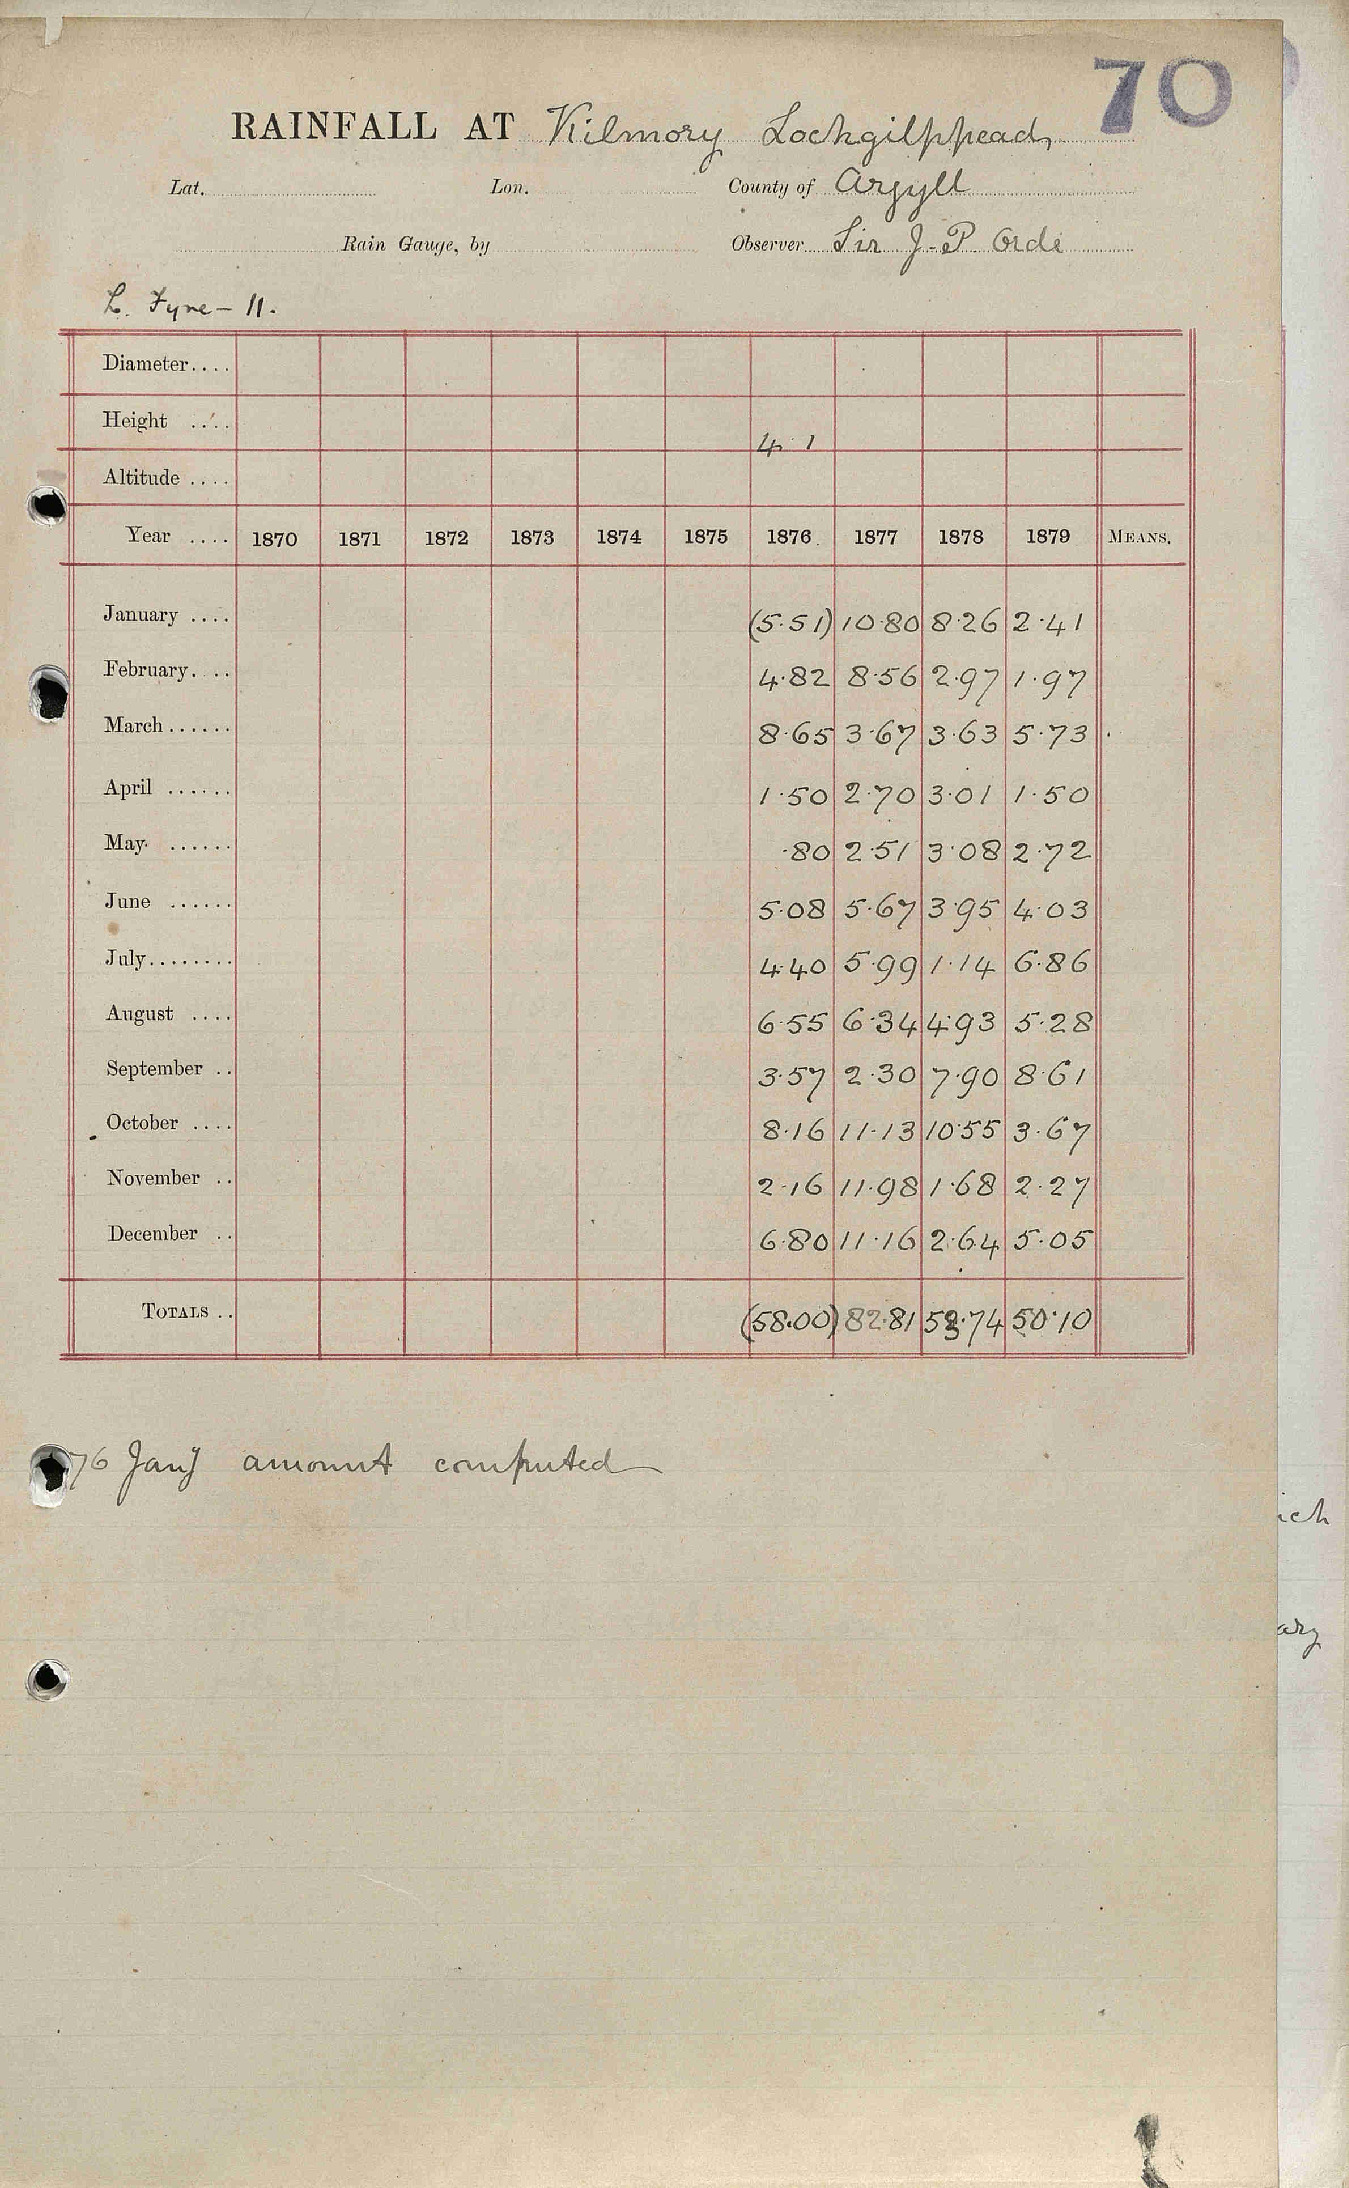 70
RAINFALL AT Kilmory Lochgilphead,
Lat. Lon. County of Argyll
Rain Gauge, by Observer Sir J-P Orde
L. Fyne - 11.
Diameter....
Height ....
4 1
Altitude ....
Year .... 1870 1871 1872 1873 1874 1875 1876 1877 1878 1879 MEANS.
January .... (5.51) 10.80 8.26 2.41
February.... 4.82 8.56 2.97 1.97
March...... 8.65 3.67 3.63 5.73
April ...... 1.50 2.70 3.01 1.50
May ...... .80 2.51 3.08 2.72
June ...... 5.08 5.67 3.95 4.03
July........ 4.40 5.99 1.14 6.86
August .... 6.55 6.34 4.93 5.28
September .. 3.57 2.30 7.90 8.61
October .... 8.16 11.13 10.55 3.67
November .. 2.16 11.98 1.68 2.27
December .. 6.80 11.16 2.64 5.05
TOTALS .. (58.00) 82.81 53.74 50.10
76 Jany amount computed
ich
ary